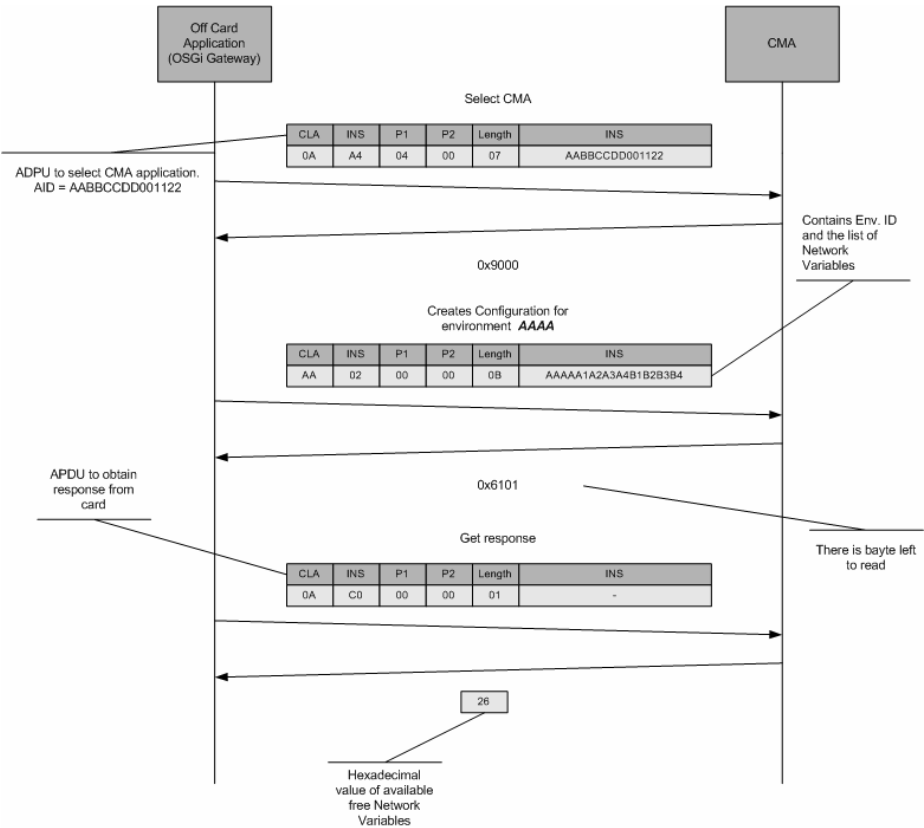 Off Card
Application
(OSGi Gateway)
CMA
Select CMA
CLA INS P1 P2 Length INS
0A A4 04 00 07 AABBCCDD001122
ADPU to select CMA application.
AID = AABBCCDD001122
Contains Env. ID
and the list of
Network
Variables
0x9000
Creates Configuration for
environment AAAA
CLA INS P1 P2 Length INS
AA 02 00 00 0B AAAAA1A2A3A4B1B2B3B4
APDU to obtain
response from
card
0x6101
Get response
There is bayte left
to read
CLA INS P1 P2 Length INS
0A C0 00 00 01 -
26
Hexadecimal
value of available
free Network
Variables